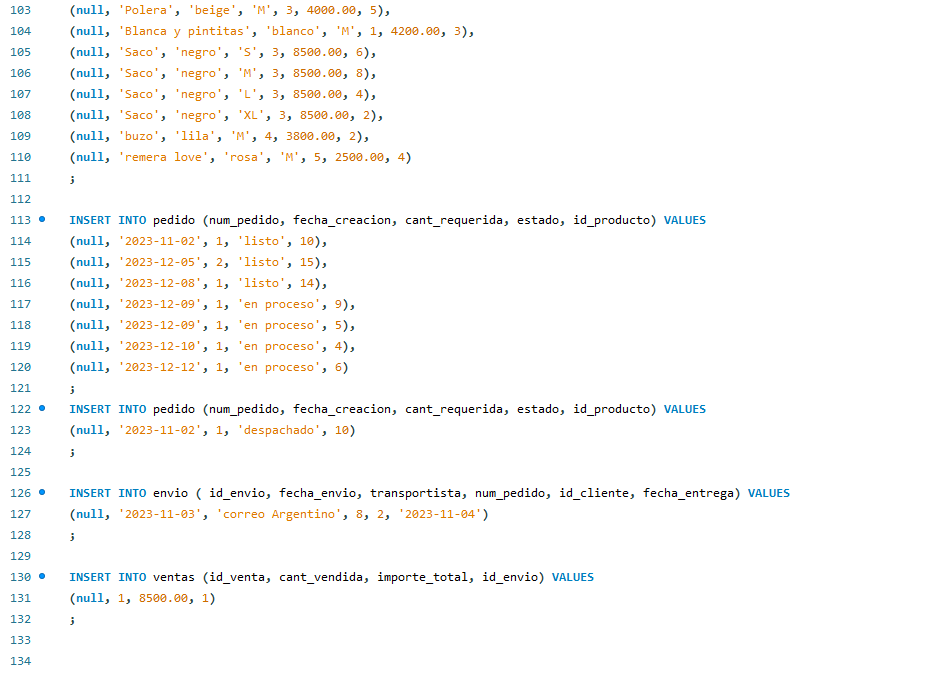 103 (null, 'Polera', 'beige', 'M', 3, 4000.00, 5),
104 (null, 'Blanca y pintitas', 'blanco', 'M', 1, 4200.00, 3),
105 (null, 'Saco', 'negro', 'S', 3, 8500.00, 6),
106 (null, 'Saco', 'negro', 'M', 3, 8500.00, 8),
107 (null, 'Saco', 'negro', 'L', 3, 8500.00, 4),
108 (null, 'Saco', 'negro', 'XL', 3, 8500.00, 2),
109 (null, 'buzo', 'lila', 'M', 4, 3800.00, 2),
110 (null, 'remera love', 'rosa', 'M', 5, 2500.00, 4)
111 ;
112
113 INSERT INTO pedido (num_pedido, fecha_creacion, cant_requerida, estado, id_producto) VALUES
114 (null, '2023-11-02', 1, 'listo', 10),
115 (null, '2023-12-05', 2, 'listo', 15),
116 (null, '2023-12-08', 1, 'listo', 14),
117 (null, '2023-12-09', 1, 'en proceso', 9),
118 (null, '2023-12-09', 1, 'en proceso', 5),
119 (null, '2023-12-10', 1, 'en proceso', 4),
120 (null, '2023-12-12', 1, 'en proceso', 6)
121 ;
122 INSERT INTO pedido (num_pedido, fecha_creacion, cant_requerida, estado, id_producto) VALUES
123 (null, '2023-11-02', 1, 'despachado', 10)
124 ;
125
126 INSERT INTO envio ( id_envio, fecha_envio, transportista, num_pedido, id_cliente, fecha_entrega) VALUES
127 (null, '2023-11-03', 'correo Argentino', 8, 2, '2023-11-04')
128 ;
129
130 INSERT INTO ventas (id_venta, cant_vendida, importe_total, id_envio) VALUES
131 (null, 1, 8500.00, 1)
132 ;
133
134